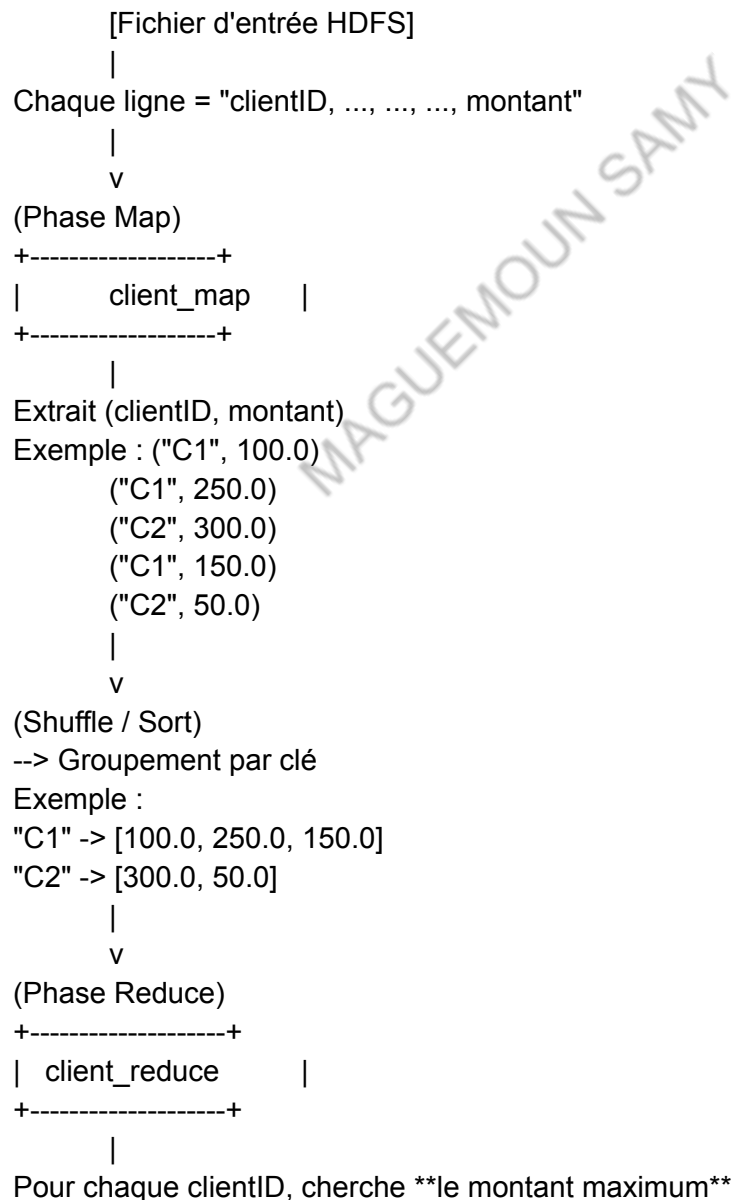 [Fichier d'entrée HDFS]
|
Chaque ligne = "clientID, ..., ..., ..., montant"
|
v
(Phase Map)
+-------------------+
| client_map |
+-------------------+
|
Extrait (clientID, montant)
Exemple : ("C1", 100.0)
("C1", 250.0)
("C2", 300.0)
("C1", 150.0)
("C2", 50.0)
|
v
(Shuffle / Sort)
--> Groupement par clé
Exemple :
"C1" -> [100.0, 250.0, 150.0]
"C2" -> [300.0, 50.0]
|
v
(Phase Reduce)
+--------------------+
| client_reduce |
+--------------------+
|
Pour chaque clientID, cherche **le montant maximum**
MAGUEMOUN SAMY